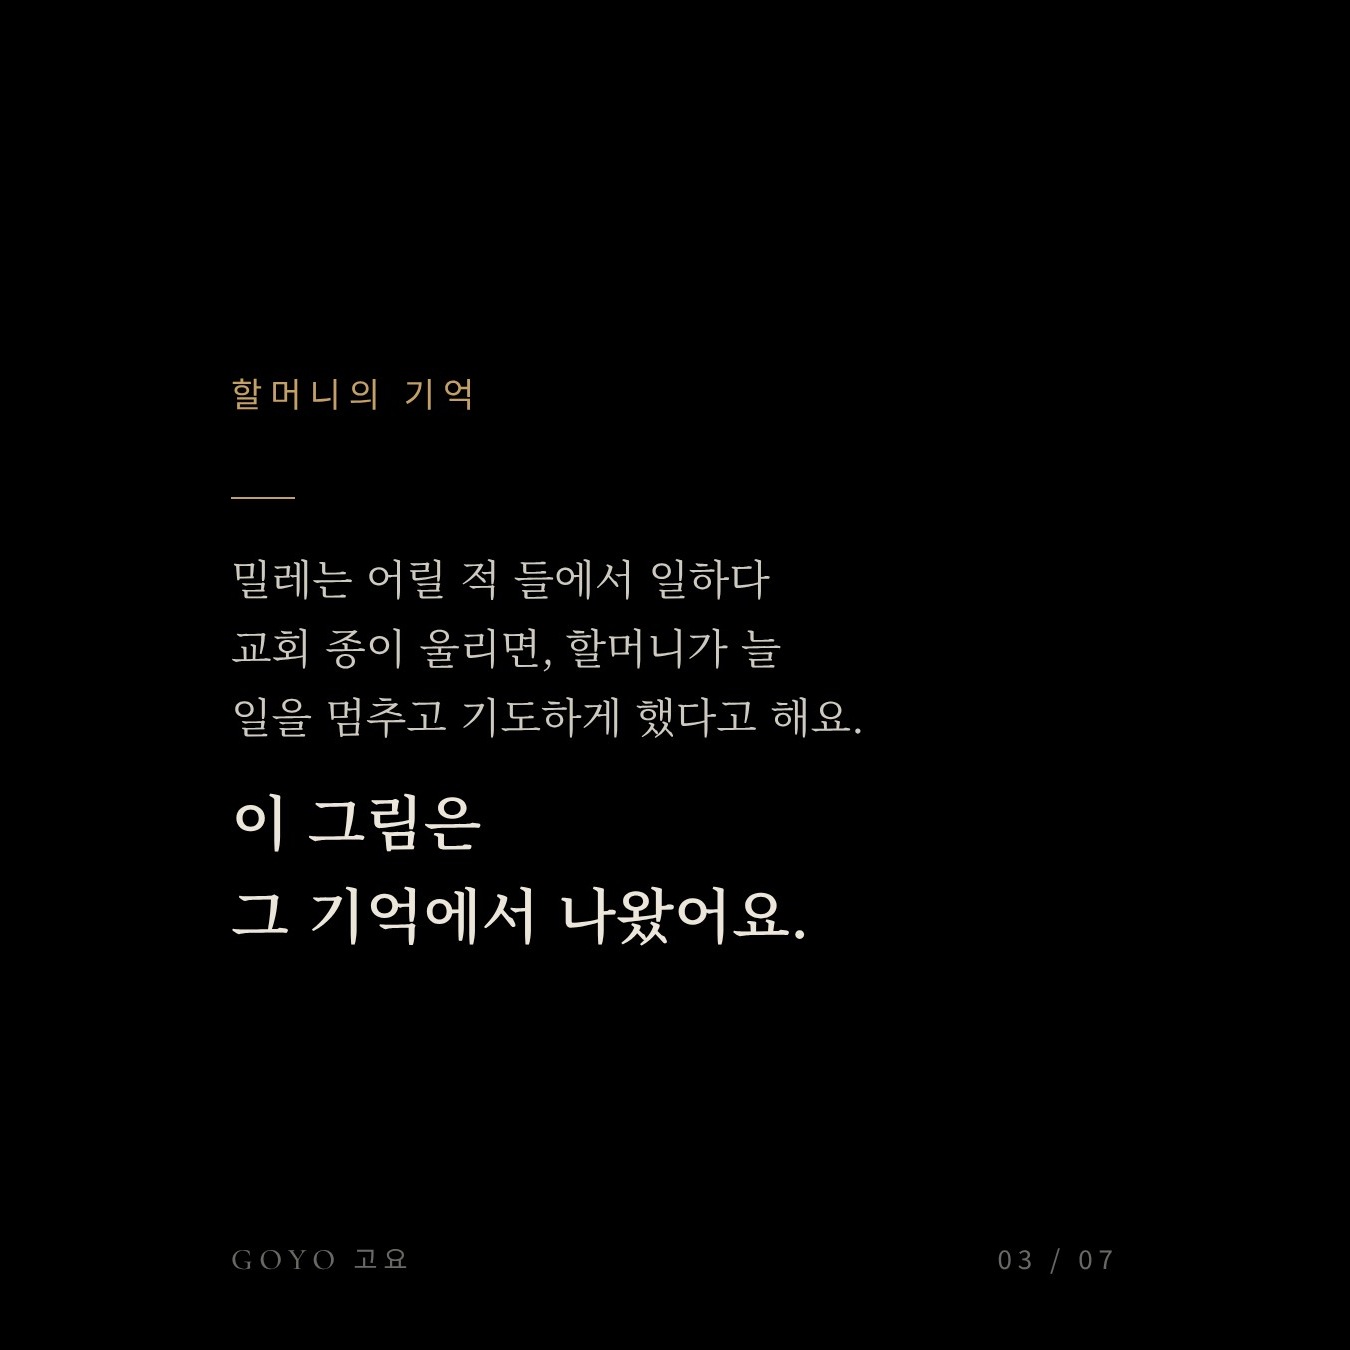 할머니의 기억
밀레는 어릴 적 들에서 일하다
교회 종이 울리면, 할머니가 늘
일을 멈추고 기도하게 했다고 해요.
이 그림은
그 기억에서 나왔어요.
GOYO 고요
03 / 07